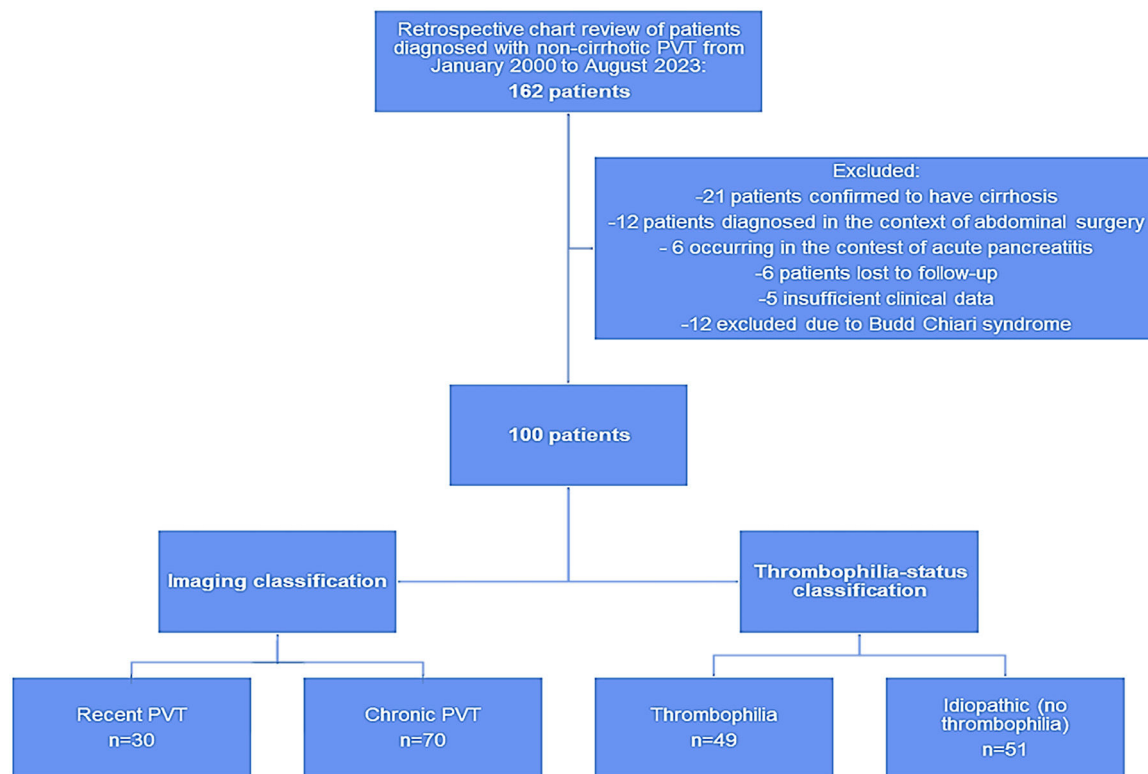 Retrospective chart review of patients
diagnosed with non-cirrhotic PVT from
January 2000 to August 2023:
162 patients
Excluded:
-21 patients confirmed to have cirrhosis
-12 patients diagnosed in the context of abdominal surgery
- 6 occurring in the contest of acute pancreatitis
-6 patients lost to follow-up
-5 insufficient clinical data
-12 excluded due to Budd Chiari syndrome
100 patients
Imaging classification
Thrombophilia-status
classification
Recent PVT
n=30
Chronic PVT
n=70
Thrombophilia
n=49
Idiopathic (no
thrombophilia)
n=51